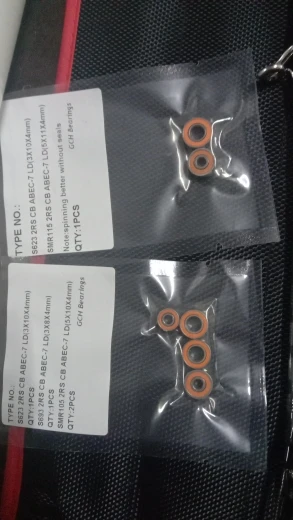 TYPE NO.:
S623 2RS CB ABEC-7 LD(3X10X4mm)
SMR115 2RS CB ABEC-7 LD(5X11X4mm)
Note:spinning better without seals
QTY:1PCS
GCH Bearings
TYPE NO.:
S623 2RS CB ABEC-7 LD(3X10X4mm)
QTY:1PCS
S693 2RS CB ABEC-7 LD(3X8X4mm)
QTY:1PCS
SMR105 2RS CB ABEC-7 LD(5X10X4mm)
QTY:2PCS
GCH Bearings